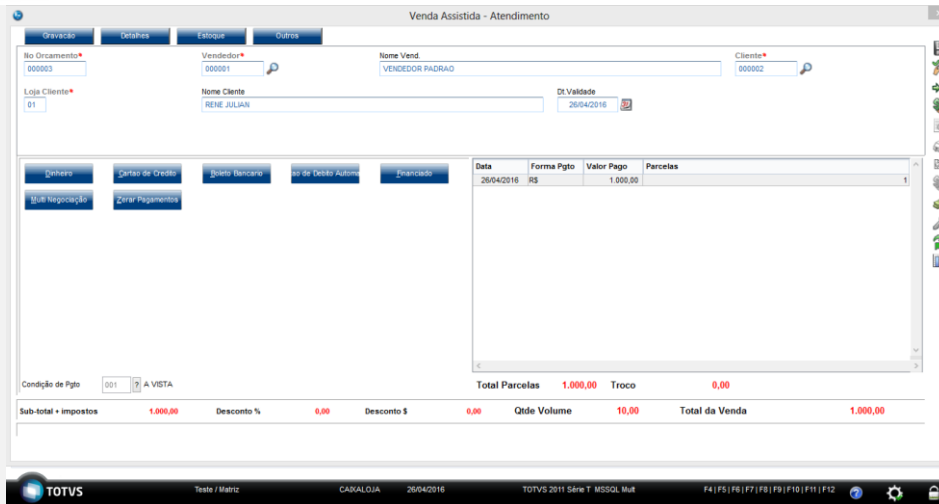 Venda Assistida - Atendimento
Gravacão Detalhes Estoque Outros
No Orcamento* Vendedor* Nome Vend. Cliente*
000003 000001 VENDEDOR PADRAO 000002
Loja Cliente* Nome Cliente Dt.Validade
01 RENE JULIAN 26/04/2016
Dinheiro Cartao de Credito Boleto Bancario ao de Debito Automa Financiado
Multi Negociação Zerar Pagamentos
Data Forma Pgto Valor Pago Parcelas
26/04/2016 R$ 1.000,00 1
Condição de Pgto 001 ? A VISTA
Total Parcelas 1.000,00 Troco 0,00
Sub-total + impostos 1.000,00 Desconto % 0,00 Desconto $ 0,00 Qtde Volume 10,00 Total da Venda 1.000,00
TOTVS Teste / Matriz CAIXALOJA 26/04/2016 TOTVS 2011 Série T MSSQL Mult F4 | F5 | F6 | F7 | F8 | F9 | F10 | F11 | F12 ?